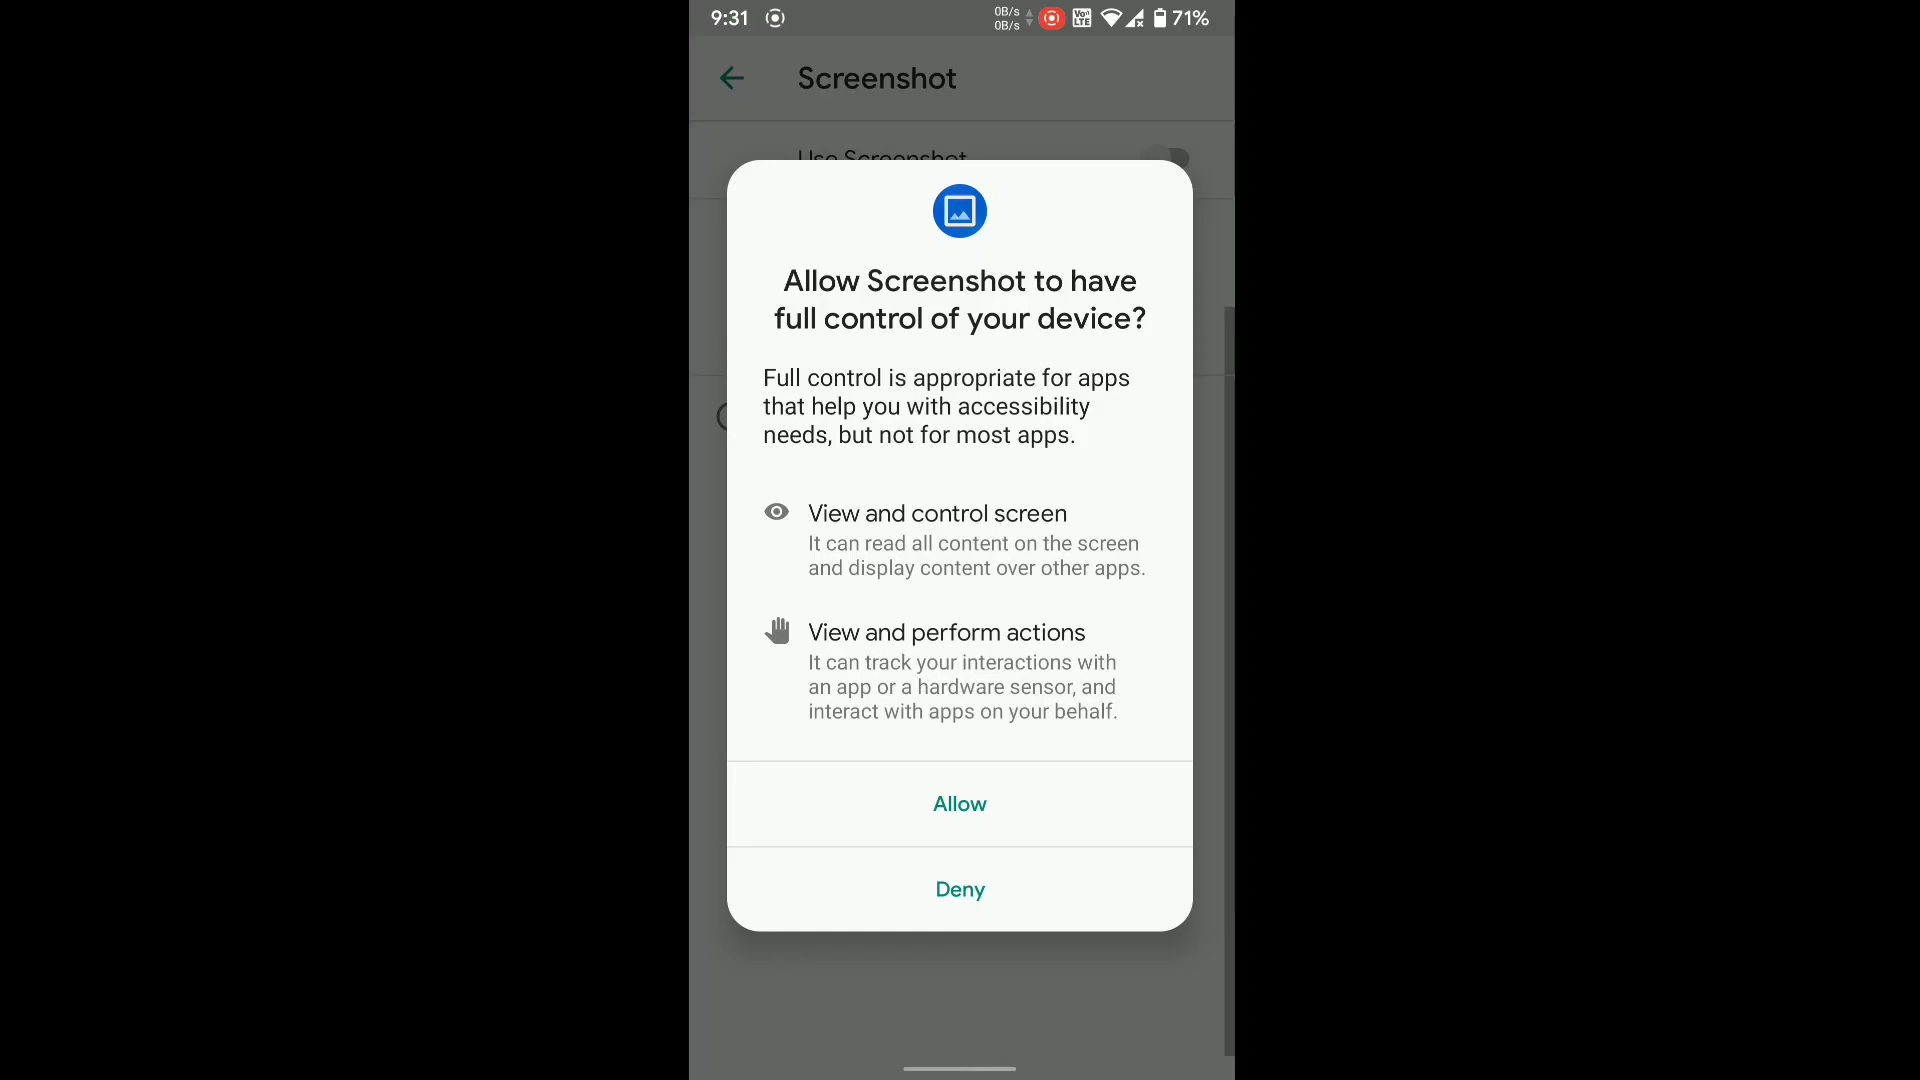 9:31
0B/s
0B/s
Vo))
LTE
71%
Screenshot
Use Screenshot
Allow Screenshot to have
full control of your device?
Full control is appropriate for apps
that help you with accessibility
needs, but not for most apps.
View and control screen
It can read all content on the screen
and display content over other apps.
View and perform actions
It can track your interactions with
an app or a hardware sensor, and
interact with apps on your behalf.
Allow
Deny